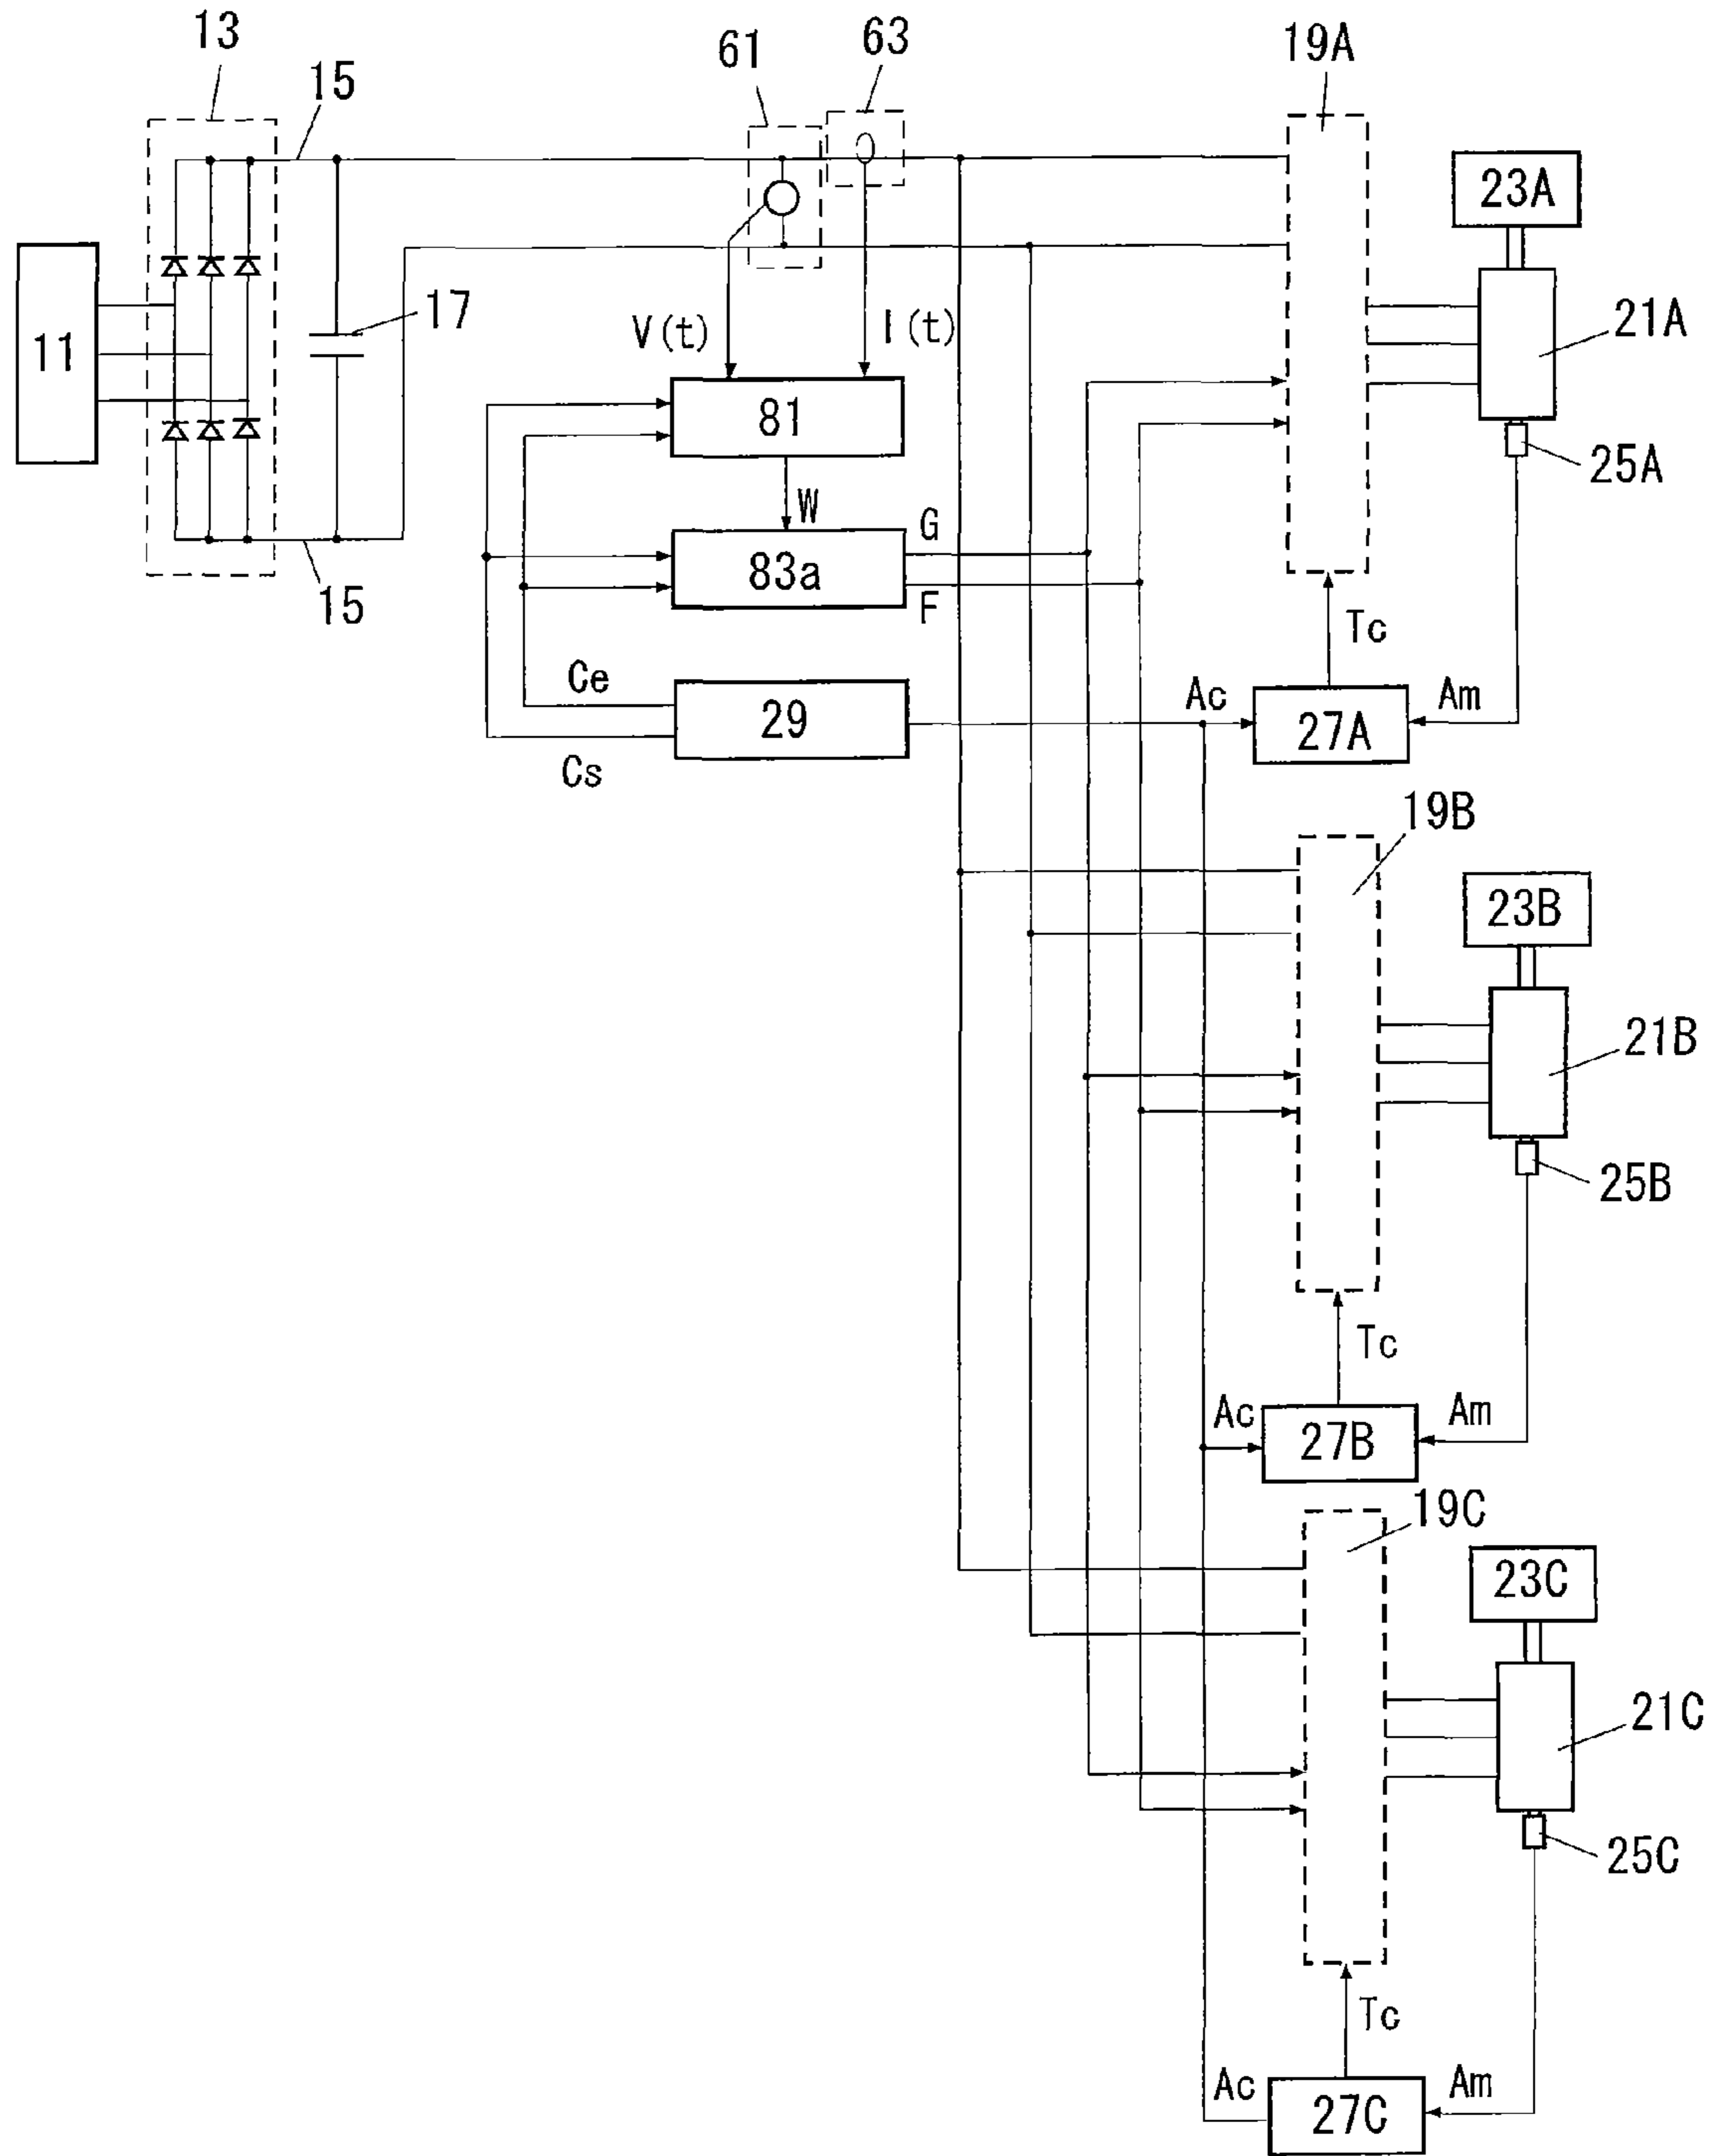 13
15
61
63
19A
23A
11
17
V(t)
I(t)
21A
81
25A
W
G
83a
F
15
Tc
Ce
29
Ac
27A
Am
Cs
19B
23B
21B
25B
Tc
Ac
27B
Am
19C
23C
21C
25C
Tc
Ac
27C
Am